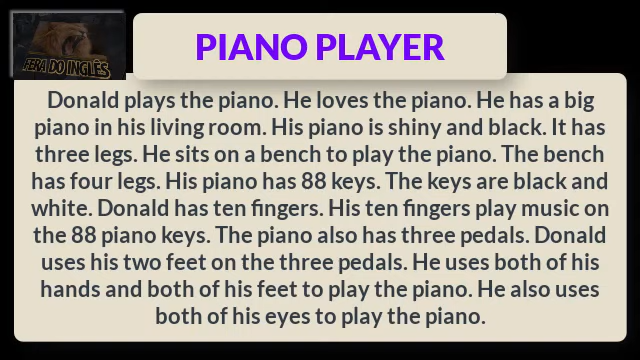 FERA DO INGLÊS
PIANO PLAYER
Donald plays the piano. He loves the piano. He has a big
piano in his living room. His piano is shiny and black. It has
three legs. He sits on a bench to play the piano. The bench
has four legs. His piano has 88 keys. The keys are black and
white. Donald has ten fingers. His ten fingers play music on
the 88 piano keys. The piano also has three pedals. Donald
uses his two feet on the three pedals. He uses both of his
hands and both of his feet to play the piano. He also uses
both of his eyes to play the piano.